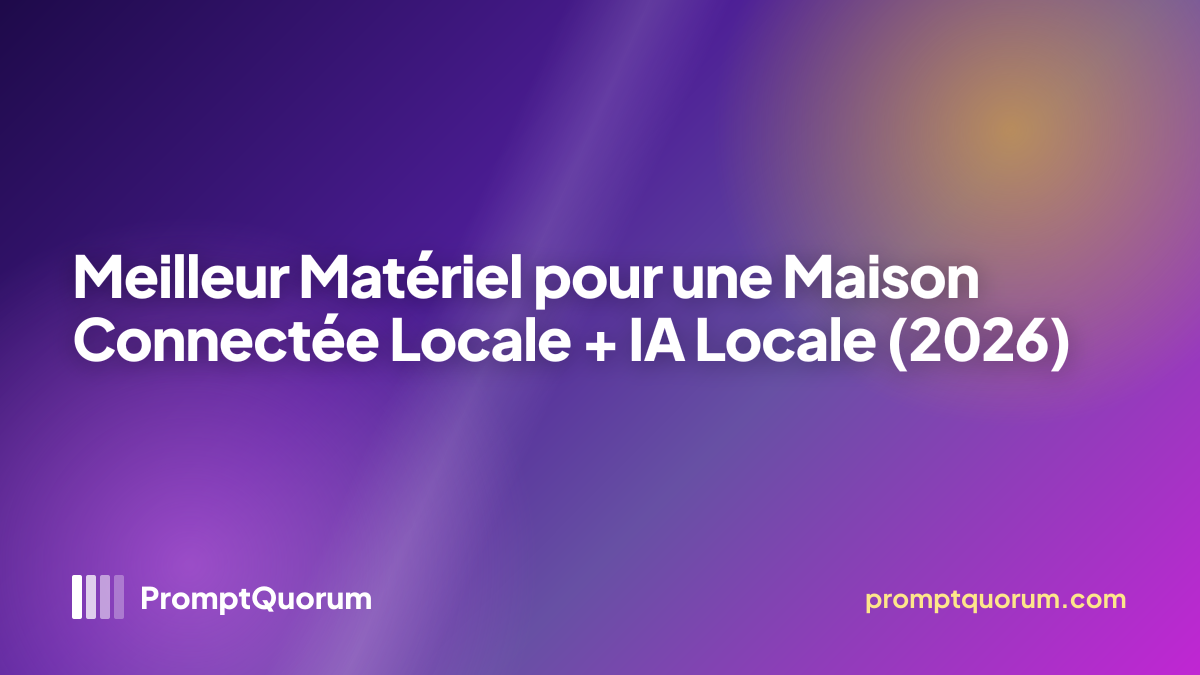 Meilleur Matériel pour une Maison
Connectée Locale + IA Locale (2026)
PromptQuorum
promptquorum.com